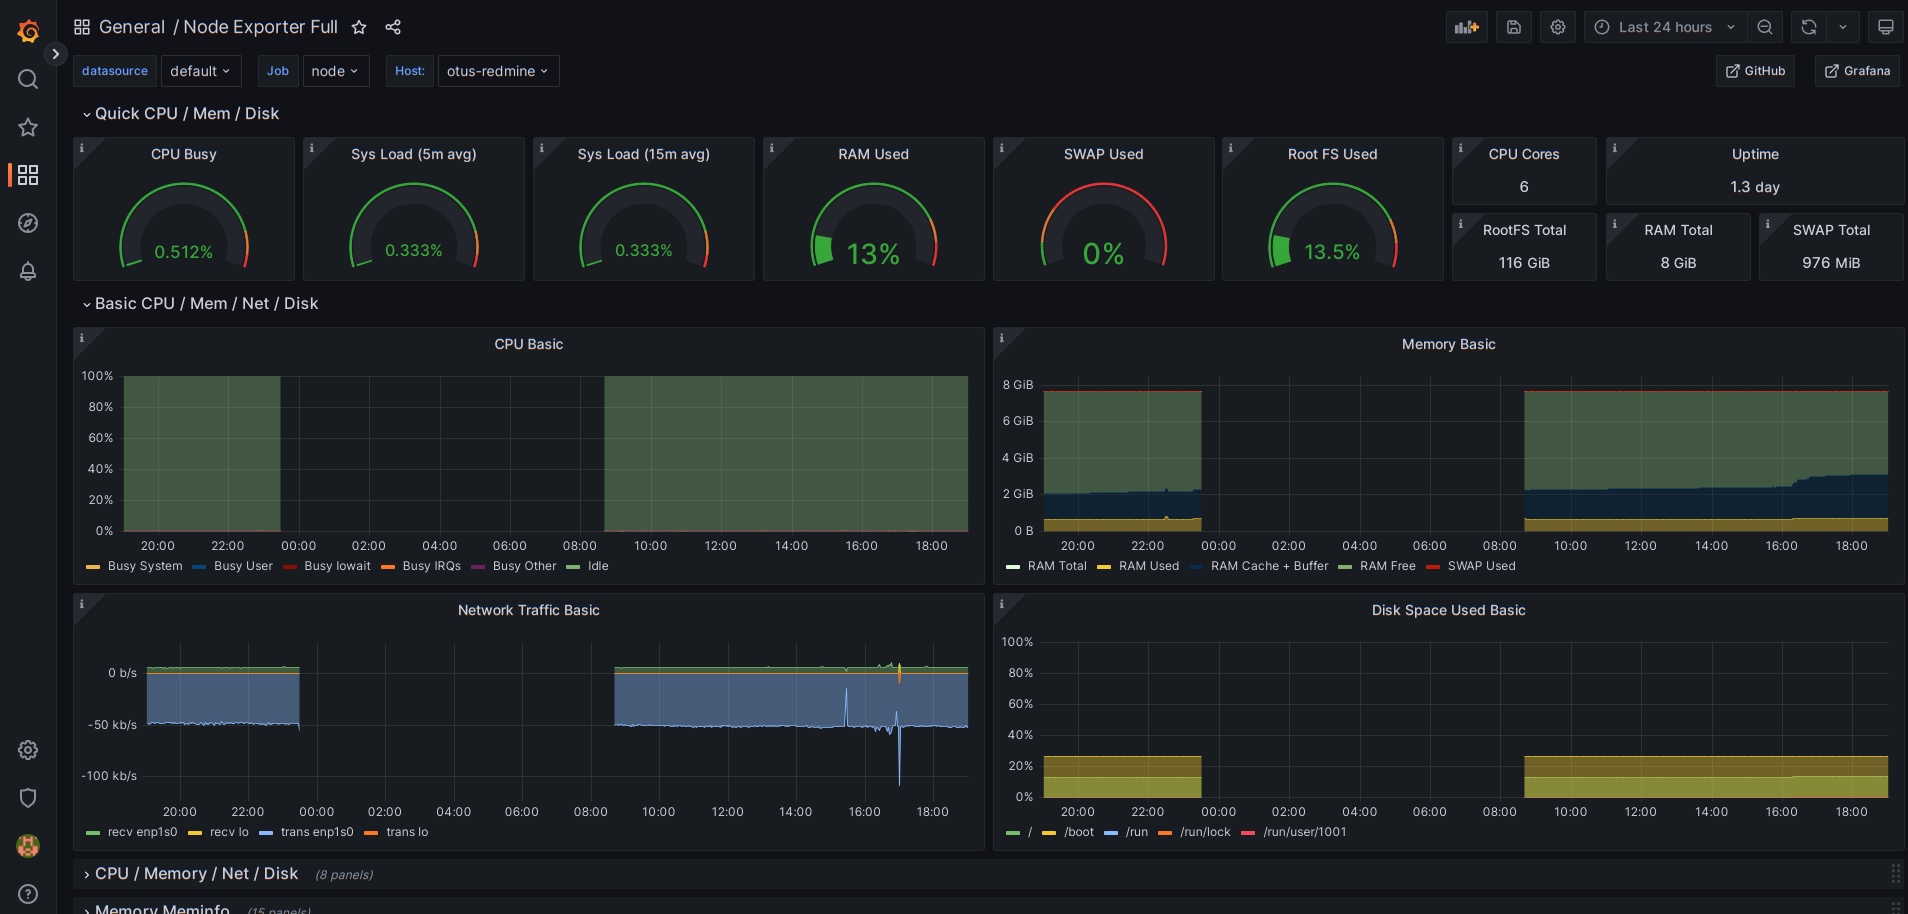 General / Node Exporter Full
Last 24 hours
datasource default Job node Host: otus-redmine GitHub Grafana
Quick CPU / Mem / Disk
CPU Busy
0.512%
Sys Load (5m avg)
0.333%
Sys Load (15m avg)
0.333%
RAM Used
13%
SWAP Used
0%
Root FS Used
13.5%
CPU Cores
6
Uptime
1.3 day
RootFS Total
116 GiB
RAM Total
8 GiB
SWAP Total
976 MiB
Basic CPU / Mem / Net / Disk
CPU Basic
100%
80%
60%
40%
20%
0%
20:00 22:00 00:00 02:00 04:00 06:00 08:00 10:00 12:00 14:00 16:00 18:00
Busy System Busy User Busy Iowait Busy IRQs Busy Other Idle
Memory Basic
8 GiB
6 GiB
4 GiB
2 GiB
0 B
20:00 22:00 00:00 02:00 04:00 06:00 08:00 10:00 12:00 14:00 16:00 18:00
RAM Total RAM Used RAM Cache + Buffer RAM Free SWAP Used
Network Traffic Basic
0 b/s
-50 kb/s
-100 kb/s
20:00 22:00 00:00 02:00 04:00 06:00 08:00 10:00 12:00 14:00 16:00 18:00
recv enp1s0 recv lo trans enp1s0 trans lo
Disk Space Used Basic
100%
80%
60%
40%
20%
0%
20:00 22:00 00:00 02:00 04:00 06:00 08:00 10:00 12:00 14:00 16:00 18:00
/ /boot /run /run/lock /run/user/1001
CPU / Memory / Net / Disk (8 panels)
Memory Meminfo (15 panels)